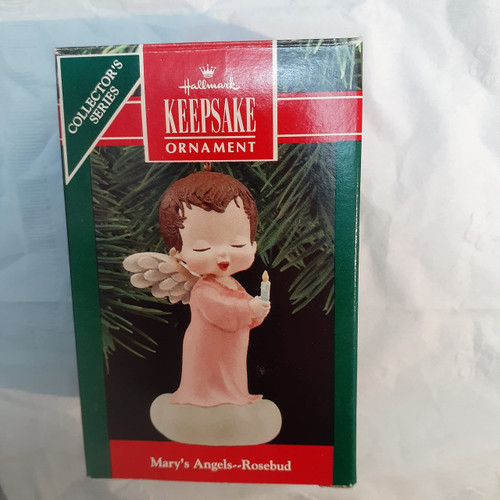 COLLECTOR'S
SERIES
Hallmark
KEEPSAKE
ORNAMENT
Mary's Angels--Rosebud